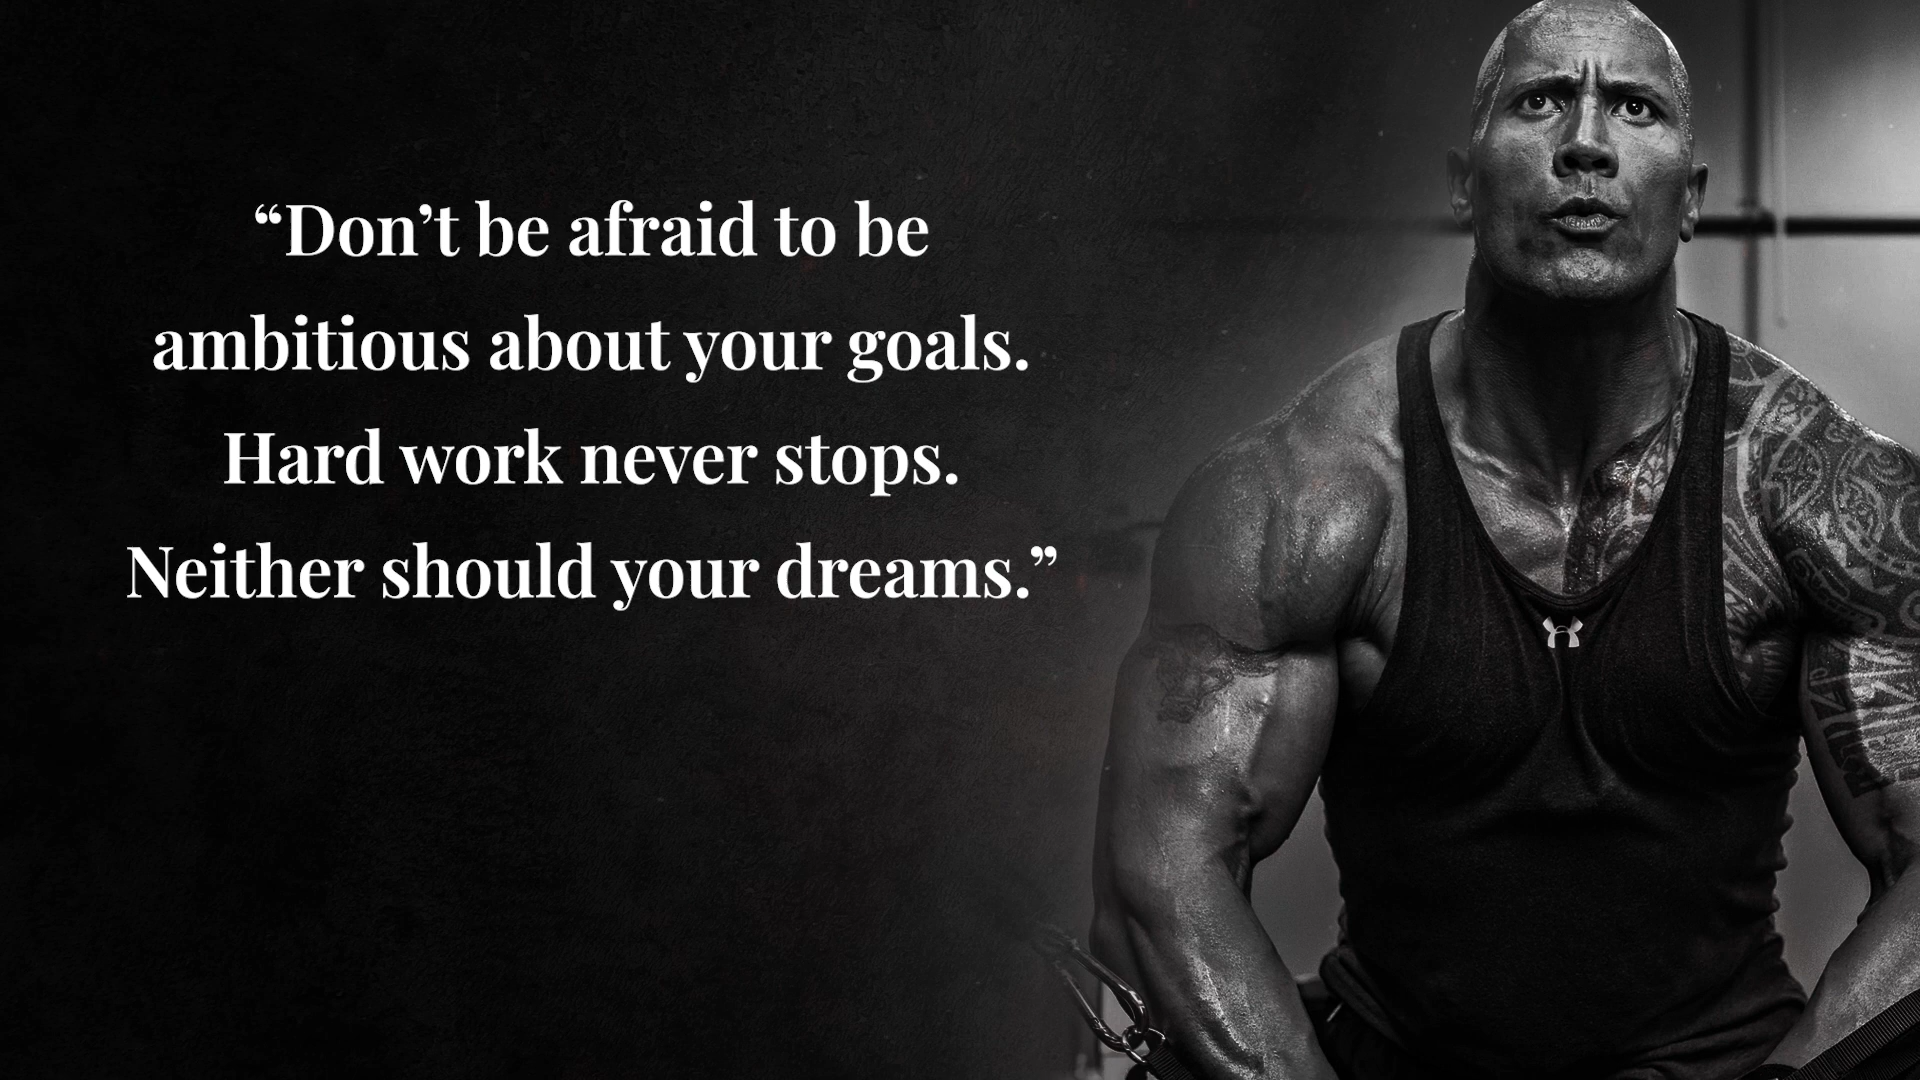 “Don’t be afraid to be
ambitious about your goals.
Hard work never stops.
Neither should your dreams.”